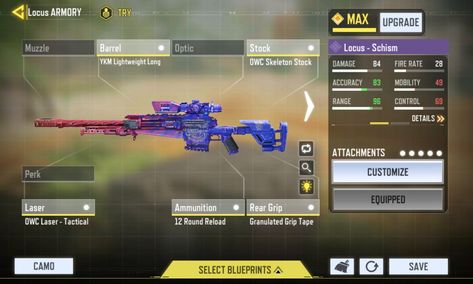 Locus ARMORY
TRY
MAX
UPGRADE
Muzzle
Barrel
YKM Lightweight Long
Optic
Stock
OWC Skeleton Stock
Locus - Schism
DAMAGE 84 FIRE RATE 28
ACCURACY 83 MOBILITY 49
RANGE 96 CONTROL 69
DETAILS
ATTACHMENTS
CUSTOMIZE
EQUIPPED
Perk
Laser
OWC Laser - Tactical
Ammunition
12 Round Reload
Rear Grip
Granulated Grip Tape
CAMO
SELECT BLUEPRINTS
SAVE